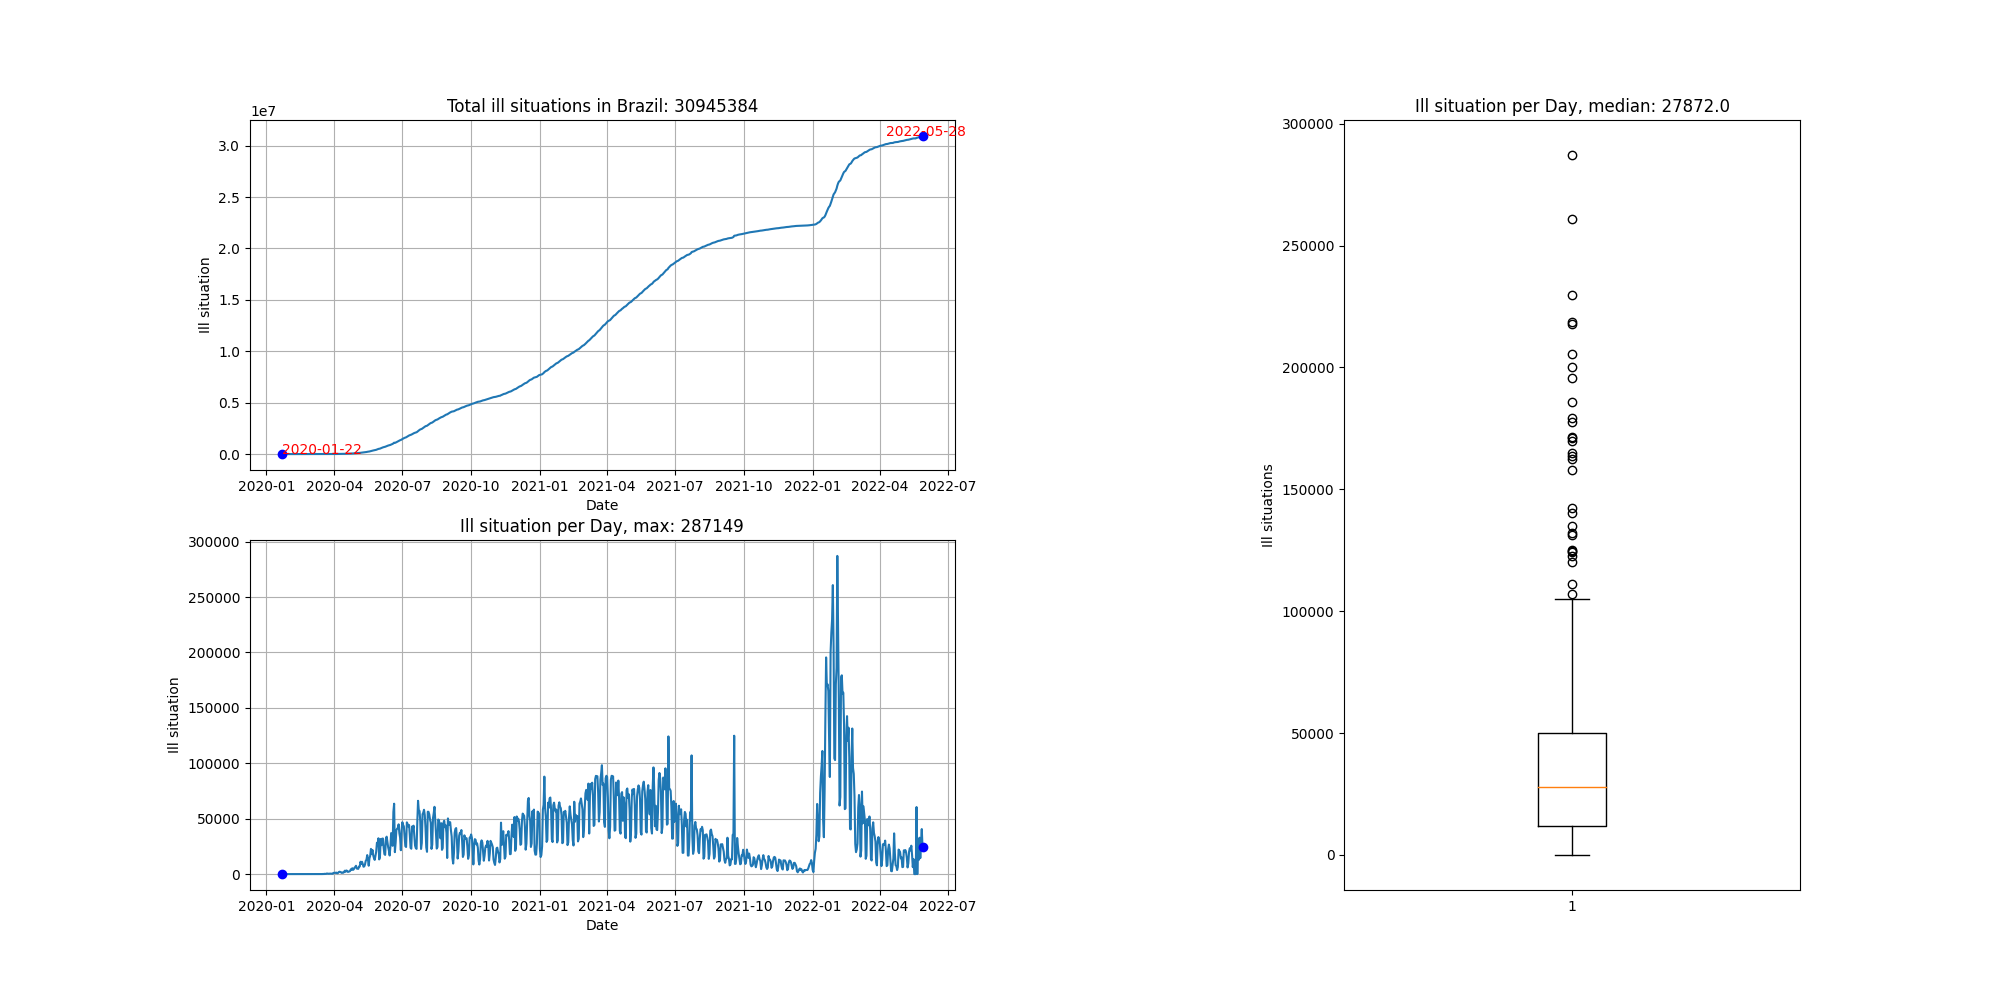 Total ill situations in Brazil: 30945384
1e7
3.0
2.5
2.0
1.5
1.0
0.5
0.0
Ill situation
2020-01-22
2022-05-28
2020-01 2020-04 2020-07 2020-10 2021-01 2021-04 2021-07 2021-10 2022-01 2022-04 2022-07
Date
Ill situation per Day, max: 287149
300000
250000
200000
150000
100000
50000
0
Ill situation
2020-01 2020-04 2020-07 2020-10 2021-01 2021-04 2021-07 2021-10 2022-01 2022-04 2022-07
Date
Ill situation per Day, median: 27872.0
300000
250000
200000
150000
100000
50000
0
Ill situations
1